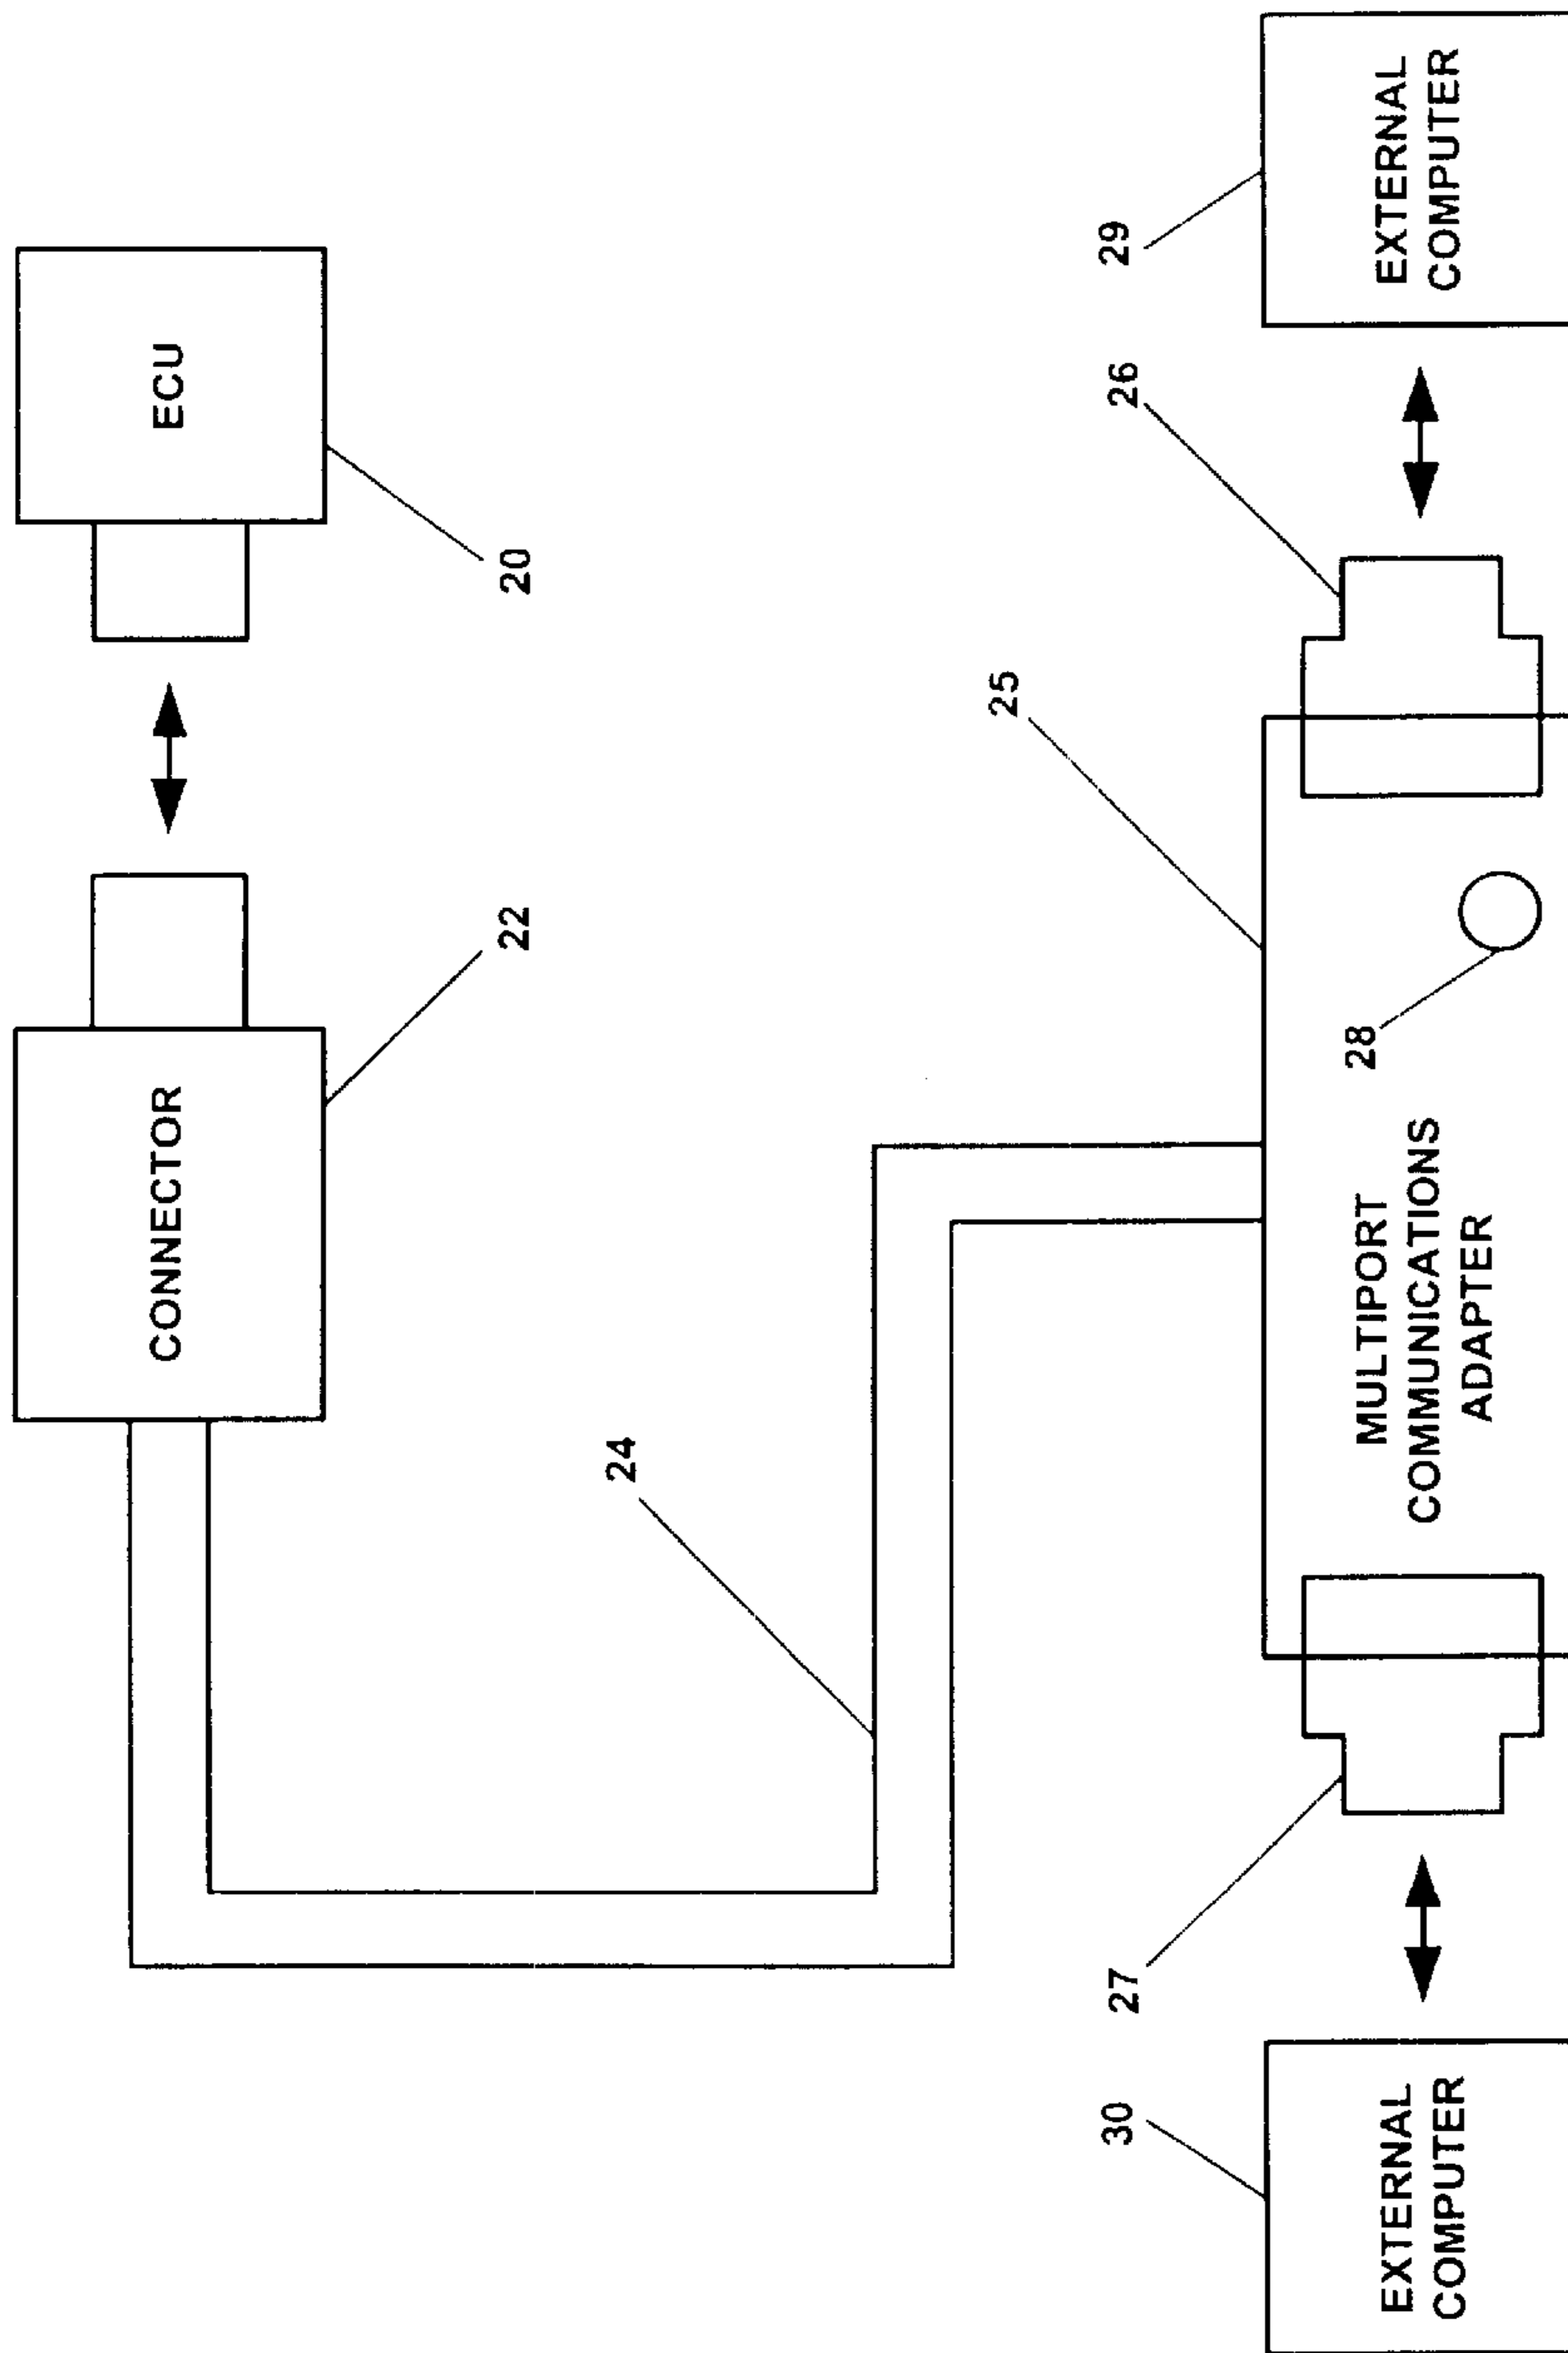 ECU
20
CONNECTOR
22
24
25
26
29
EXTERNAL
COMPUTER
28
MULTIPORT
COMMUNICATIONS
ADAPTER
27
30
EXTERNAL
COMPUTER